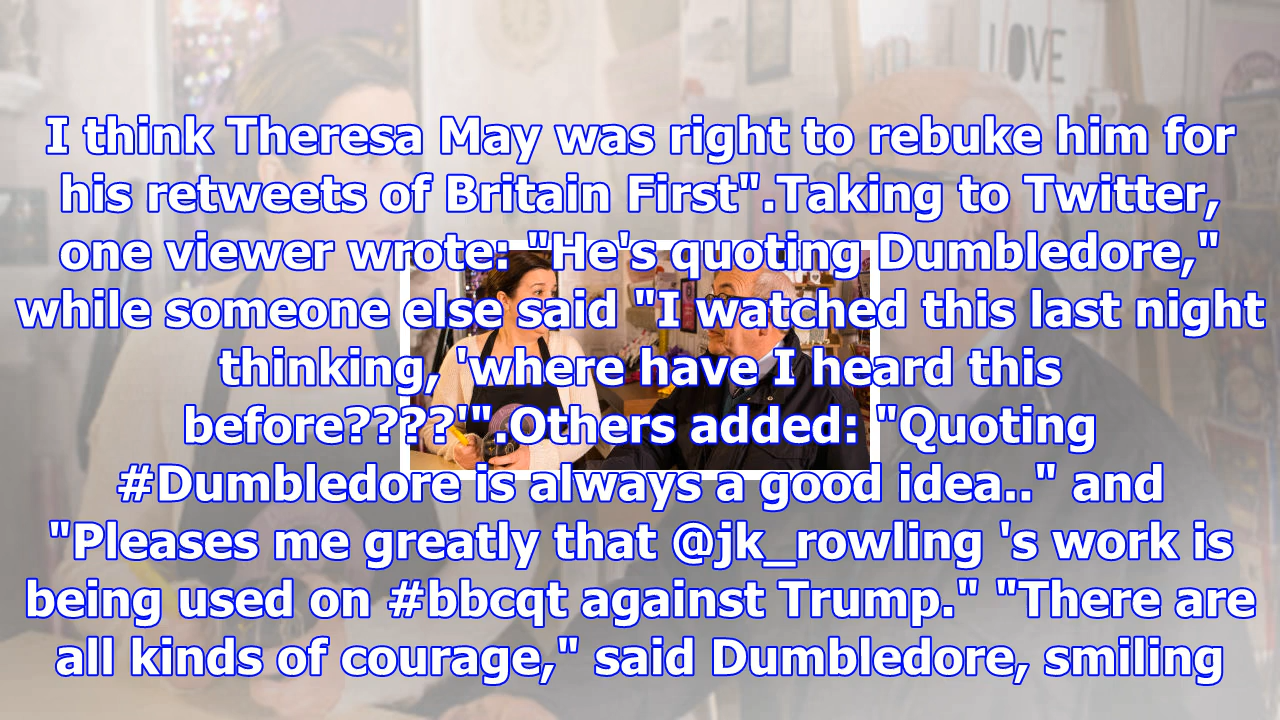 LOVE
I think Theresa May was right to rebuke him for
his retweets of Britain First".Taking to Twitter,
one viewer wrote: "He's quoting Dumbledore,"
while someone else said "I watched this last night
thinking, 'where have I heard this
before????'".Others added: "Quoting
#Dumbledore is always a good idea.." and
"Pleases me greatly that @jk_rowling 's work is
being used on #bbcqt against Trump." "There are
all kinds of courage," said Dumbledore, smiling